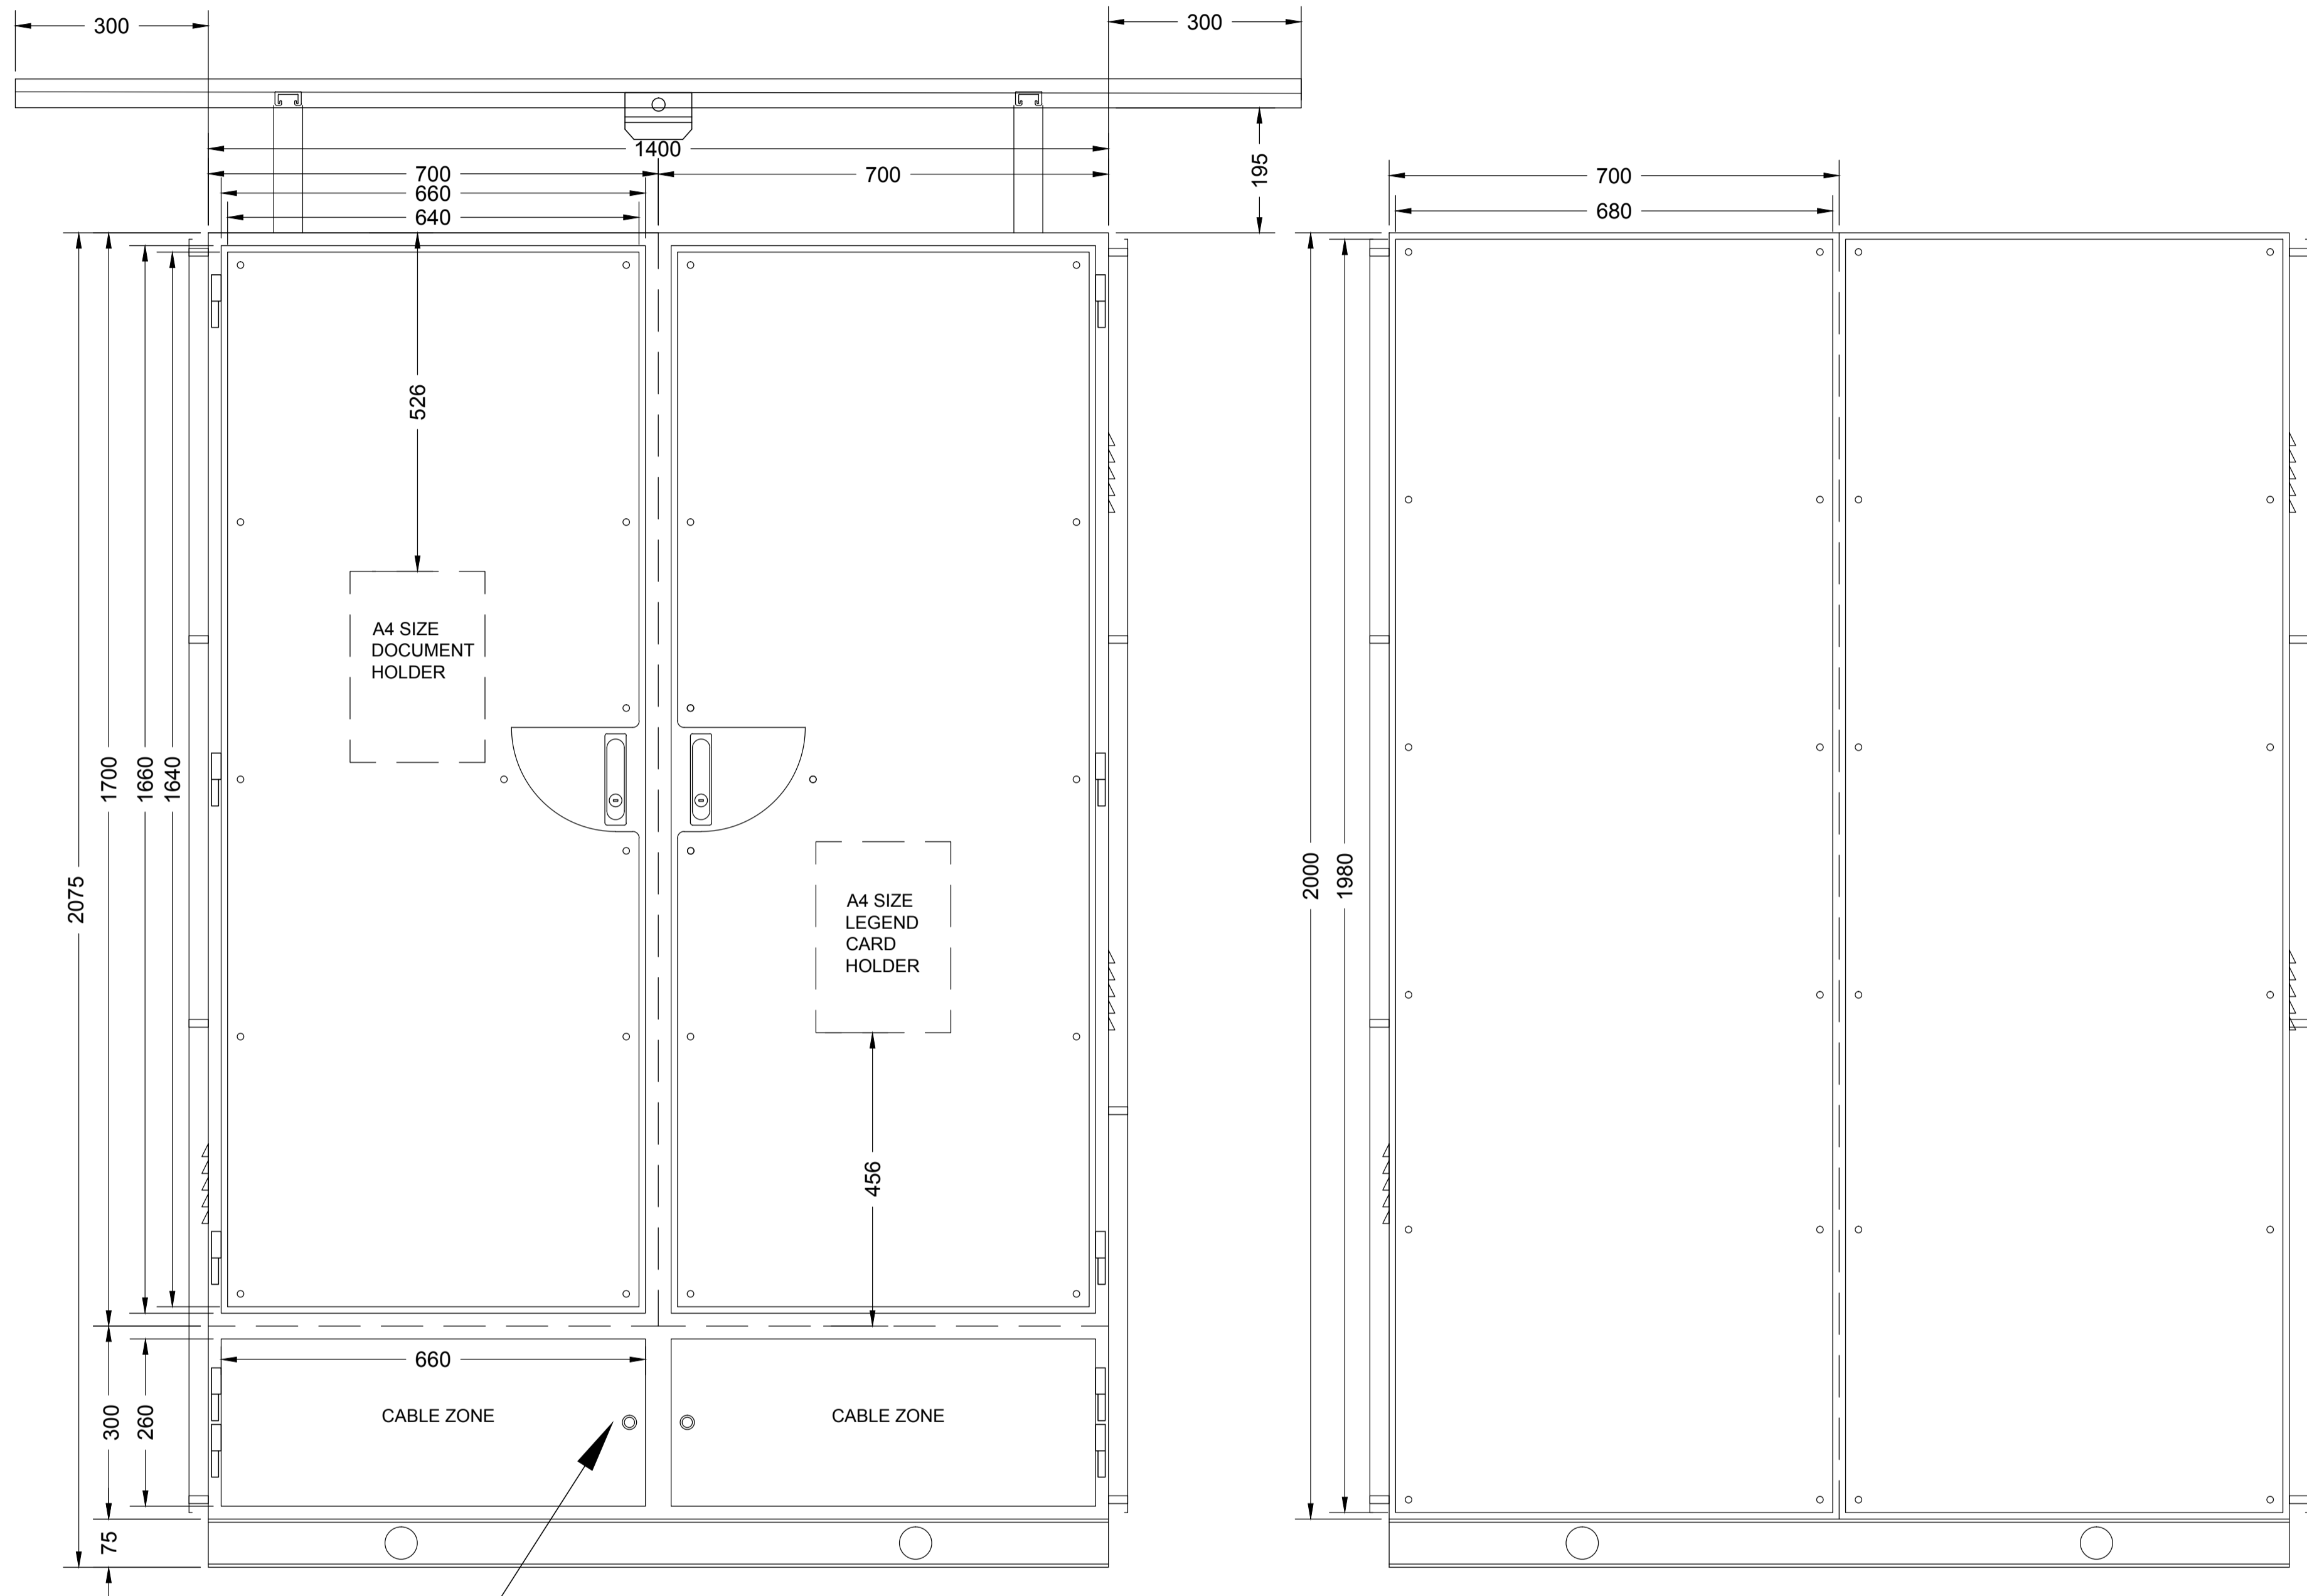 300
300
1400
195
700
700
660
640
700
680
526
A4 SIZE
DOCUMENT
HOLDER
1700
1660
1640
2075
2000
1980
A4 SIZE
LEGEND
CARD
HOLDER
456
660
CABLE ZONE
CABLE ZONE
300
260
75